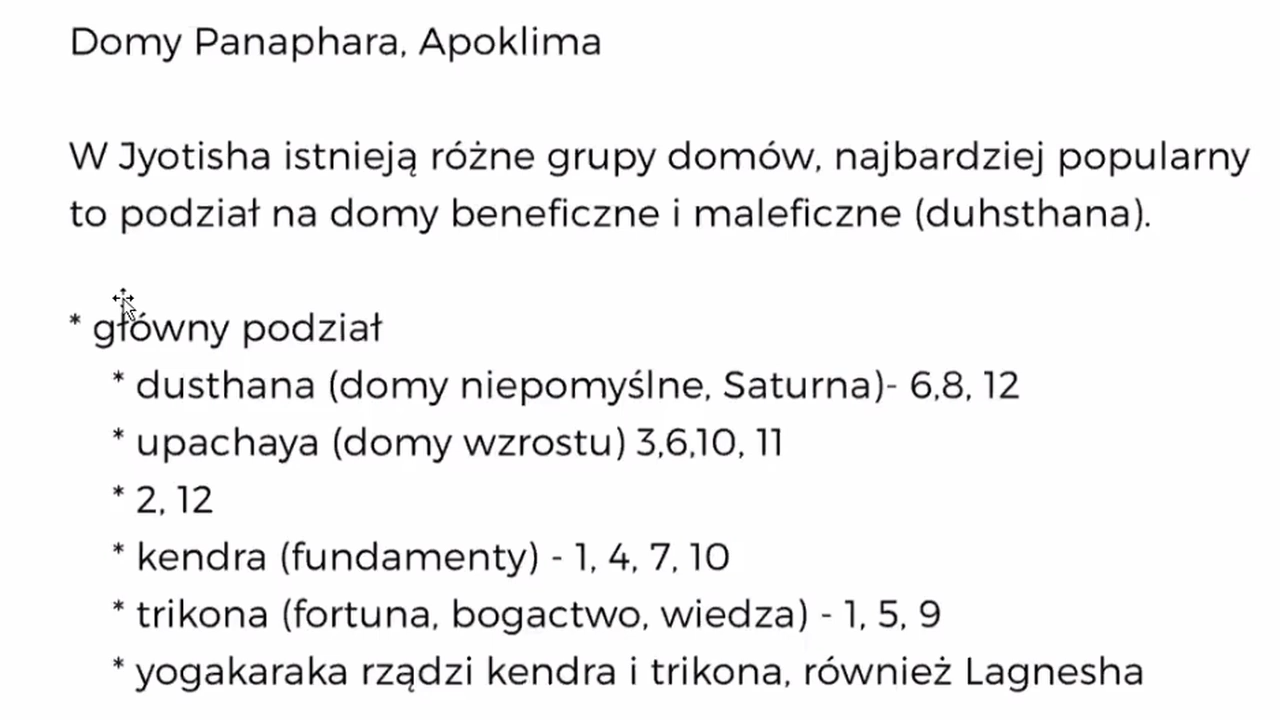 Domy Panaphara, Apoklima
W Jyotisha istnieją różne grupy domów, najbardziej popularny
to podział na domy beneficzne i maleficzne (duhsthana).
* główny podział
* dusthana (domy niepomyślne, Saturna)- 6,8, 12
* upachaya (domy wzrostu) 3,6,10, 11
* 2, 12
* kendra (fundamenty) - 1, 4, 7, 10
* trikona (fortuna, bogactwo, wiedza) - 1, 5, 9
* yogakaraka rządzi kendra i trikona, również Lagnesha